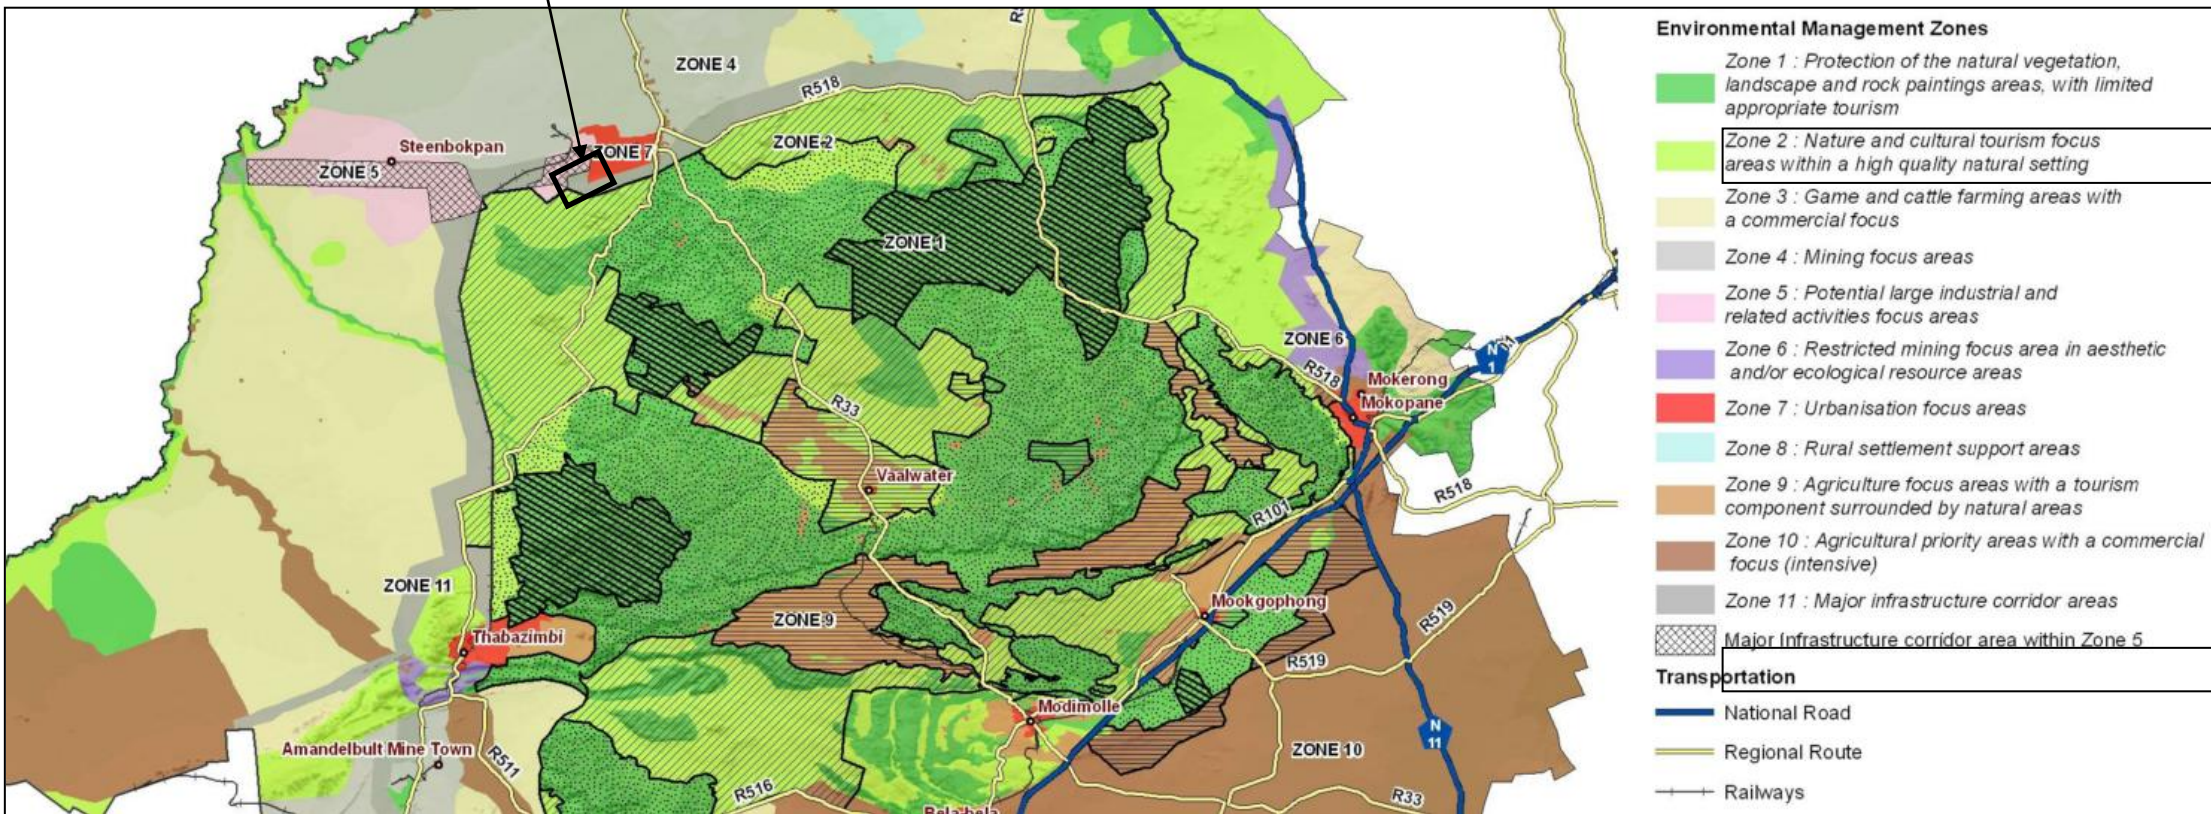 ZONE 4
R518
ZONE 2
ZONE 7
Steenbokpan
ZONE 5
ZONE 1
ZONE 6
R518
N
1
Mokerong
Mokopane
R33
Vaalwater
R518
R101
ZONE 11
Mookgophong
ZONE 9
Thabazimbi
R519
R519
Modimolle
Amandelbult Mine Town
R511
ZONE 10
N
11
R516
R33
Bela-bela
Environmental Management Zones
Zone 1 : Protection of the natural vegetation,
landscape and rock paintings areas, with limited
appropriate tourism
Zone 2 : Nature and cultural tourism focus
areas within a high quality natural setting
Zone 3 : Game and cattle farming areas with
a commercial focus
Zone 4 : Mining focus areas
Zone 5 : Potential large industrial and
related activities focus areas
Zone 6 : Restricted mining focus area in aesthetic
and/or ecological resource areas
Zone 7 : Urbanisation focus areas
Zone 8 : Rural settlement support areas
Zone 9 : Agriculture focus areas with a tourism
component surrounded by natural areas
Zone 10 : Agricultural priority areas with a commercial
focus (intensive)
Zone 11 : Major infrastructure corridor areas
Major Infrastructure corridor area within Zone 5
Transportation
National Road
Regional Route
Railways